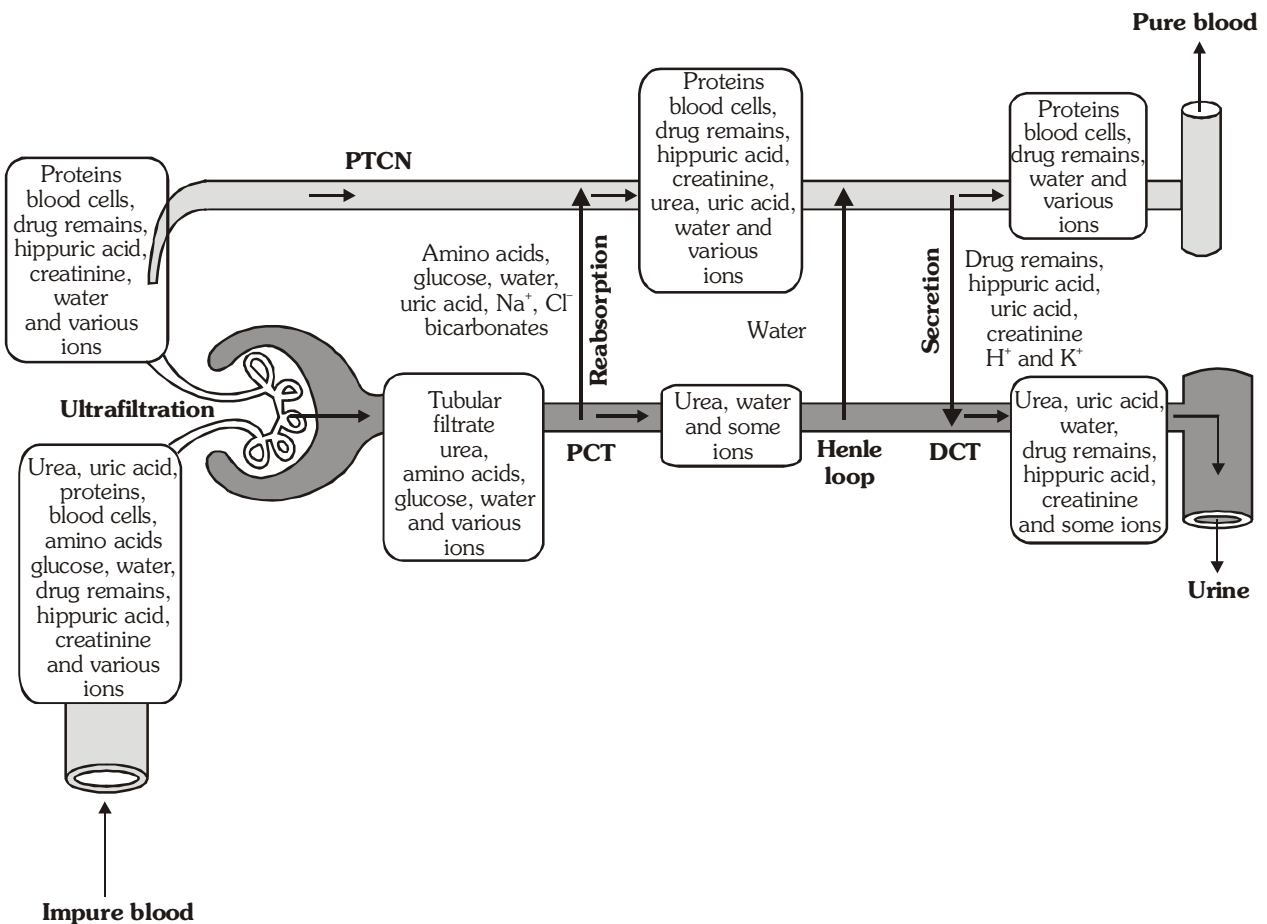 Pure blood
PTCN
Proteins
blood cells,
drug remains,
hippuric acid,
creatinine,
water
and various
ions
Proteins
blood cells,
drug remains,
hippuric acid,
creatinine,
urea, uric acid,
water and
various
ions
Proteins
blood cells,
drug remains,
water and
various
ions
Amino acids,
glucose, water,
uric acid, Na⁺, Cl⁻
bicarbonates
Reabsorption
Water
Secretion
Drug remains,
hippuric acid,
uric acid,
creatinine
H⁺ and K⁺
Ultrafiltration
Tubular
filtrate
urea,
amino acids,
glucose, water
and various
ions
PCT
Urea, water
and some
ions
Henle
loop
DCT
Urea, uric acid,
water,
drug remains,
hippuric acid,
creatinine
and some ions
Urine
Urea, uric acid,
proteins,
blood cells,
amino acids
glucose, water,
drug remains,
hippuric acid,
creatinine
and various
ions
Impure blood